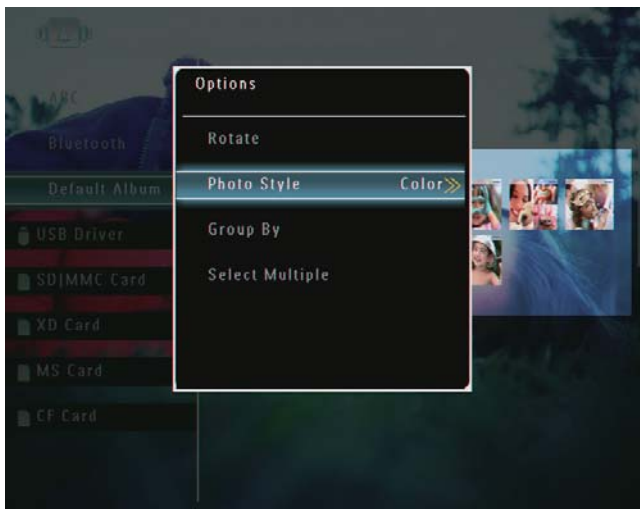 Options
Rotate
Photo Style Color
Group By
Select Multiple
ABC
Bluetooth
Default Album
USB Driver
SD|MMC Card
XD Card
MS Card
CF Card